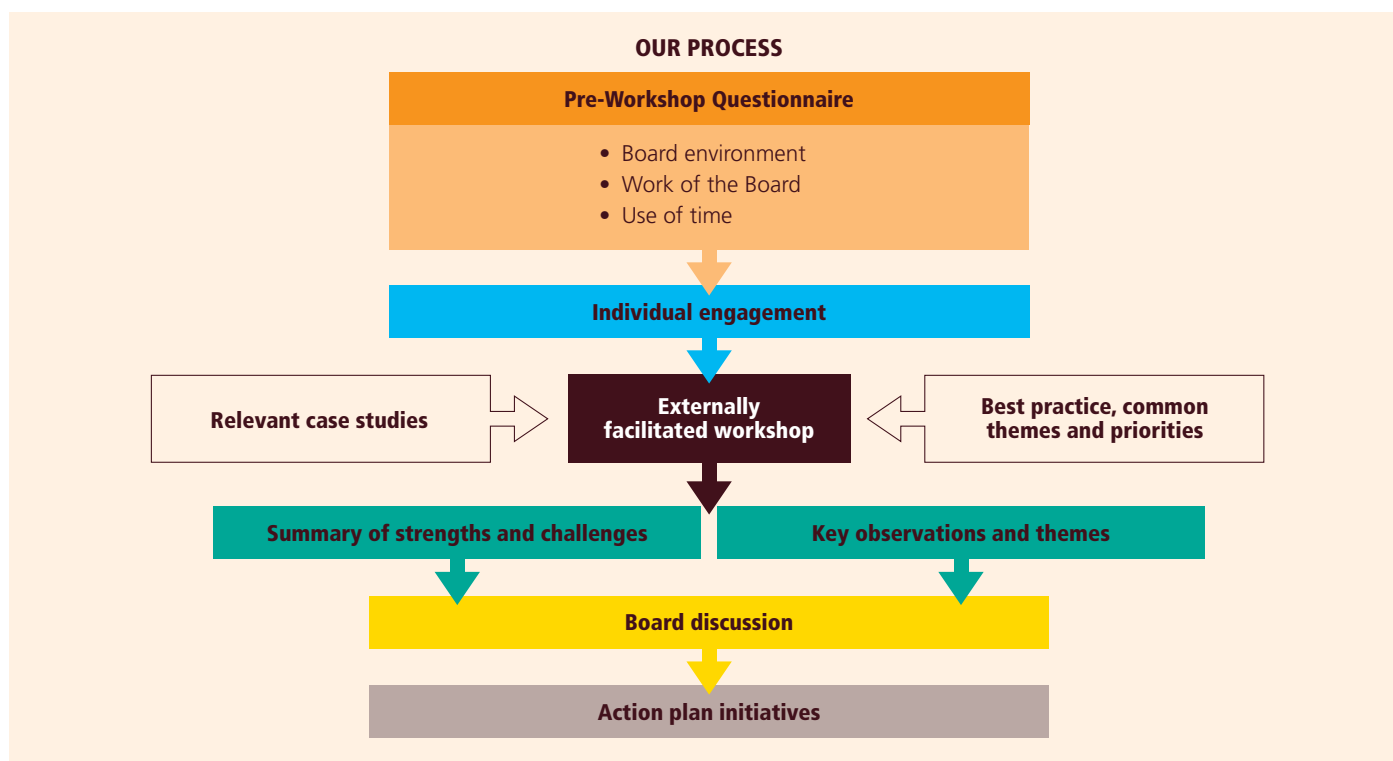 OUR PROCESS
Pre-Workshop Questionnaire
• Board environment
• Work of the Board
• Use of time
Individual engagement
Relevant case studies
Externally
facilitated workshop
Best practice, common
themes and priorities
Summary of strengths and challenges
Key observations and themes
Board discussion
Action plan initiatives